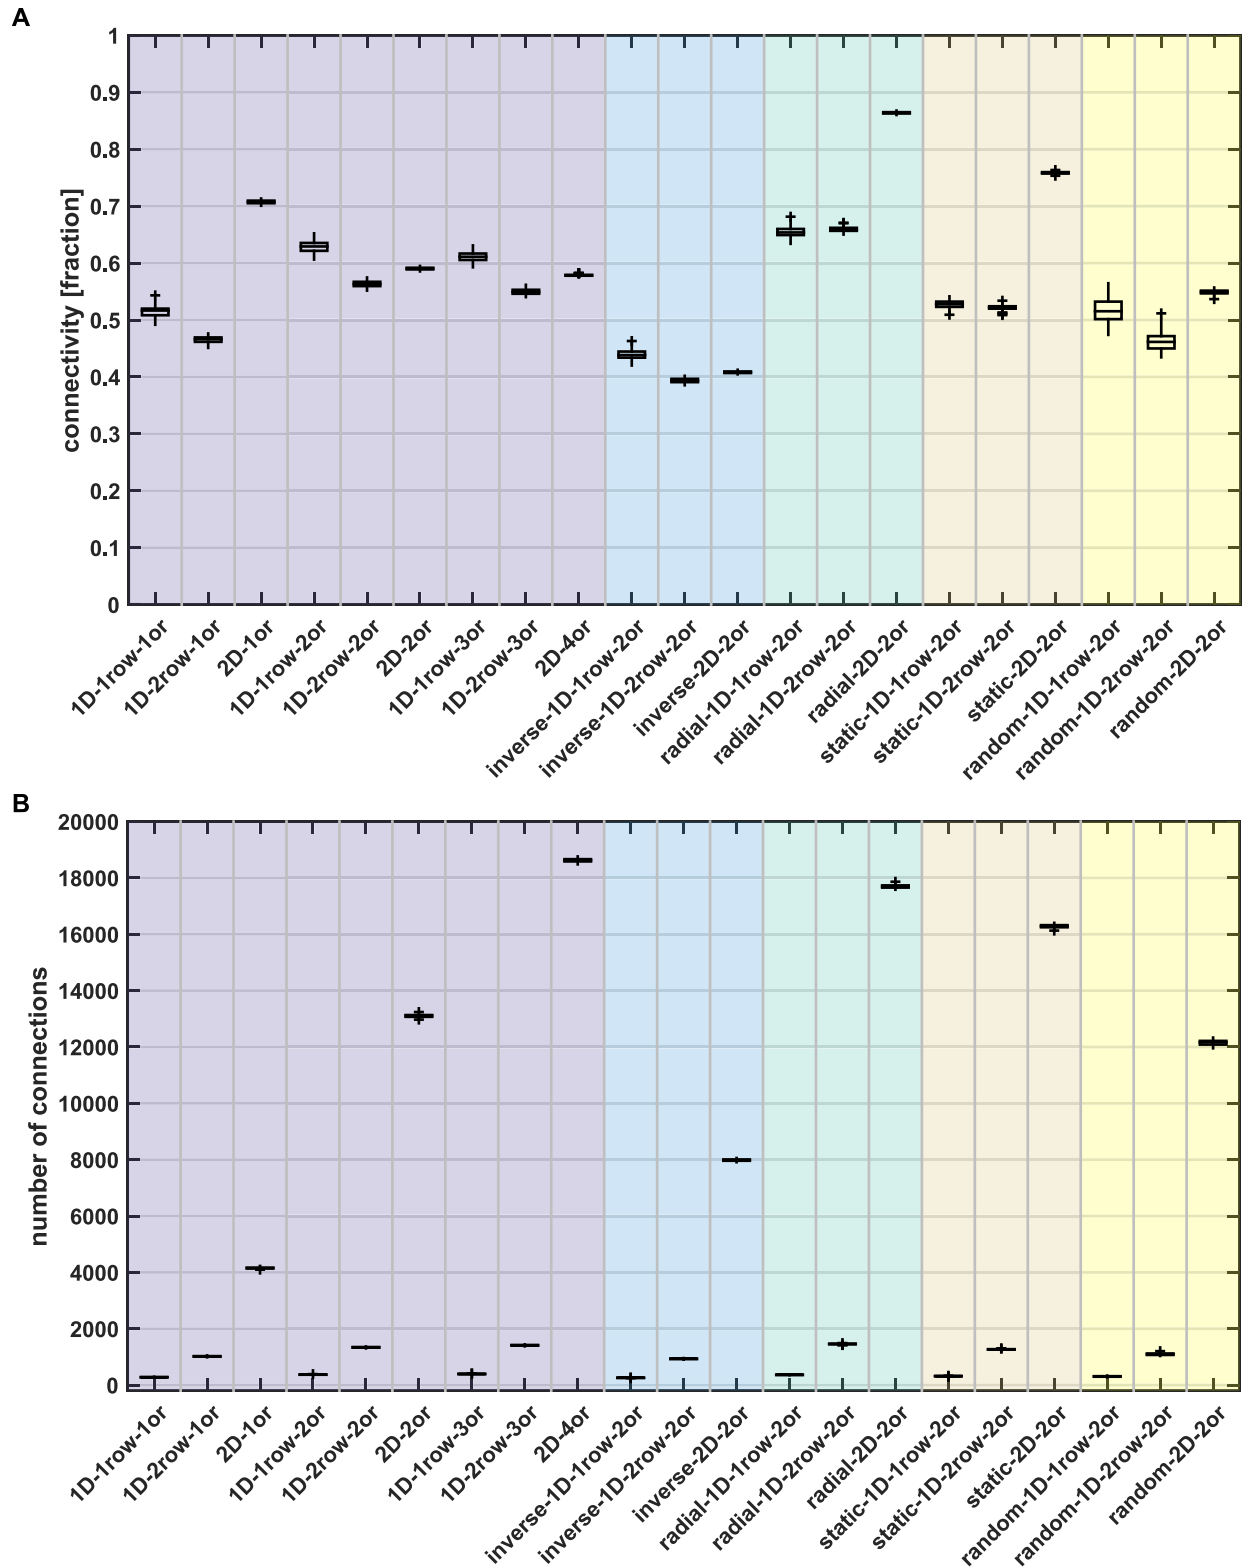 A
1
0.9
0.8
0.7
0.6
0.5
0.4
0.3
0.2
0.1
0
connectivity [fraction]
1D-1row-1or
1D-2row-1or
2D-1or
1D-1row-2or
1D-2row-2or
2D-2or
1D-1row-3or
1D-2row-3or
2D-4or
inverse-1D-1row-2or
inverse-1D-2row-2or
inverse-2D-2or
radial-1D-1row-2or
radial-1D-2row-2or
radial-2D-2or
static-1D-1row-2or
static-1D-2row-2or
static-2D-2or
random-1D-1row-2or
random-1D-2row-2or
random-2D-2or
B
20000
18000
16000
14000
12000
10000
8000
6000
4000
2000
0
number of connections
1D-1row-1or
1D-2row-1or
2D-1or
1D-1row-2or
1D-2row-2or
2D-2or
1D-1row-3or
1D-2row-3or
2D-4or
inverse-1D-1row-2or
inverse-1D-2row-2or
inverse-2D-2or
radial-1D-1row-2or
radial-1D-2row-2or
radial-2D-2or
static-1D-1row-2or
static-1D-2row-2or
static-2D-2or
random-1D-1row-2or
random-1D-2row-2or
random-2D-2or